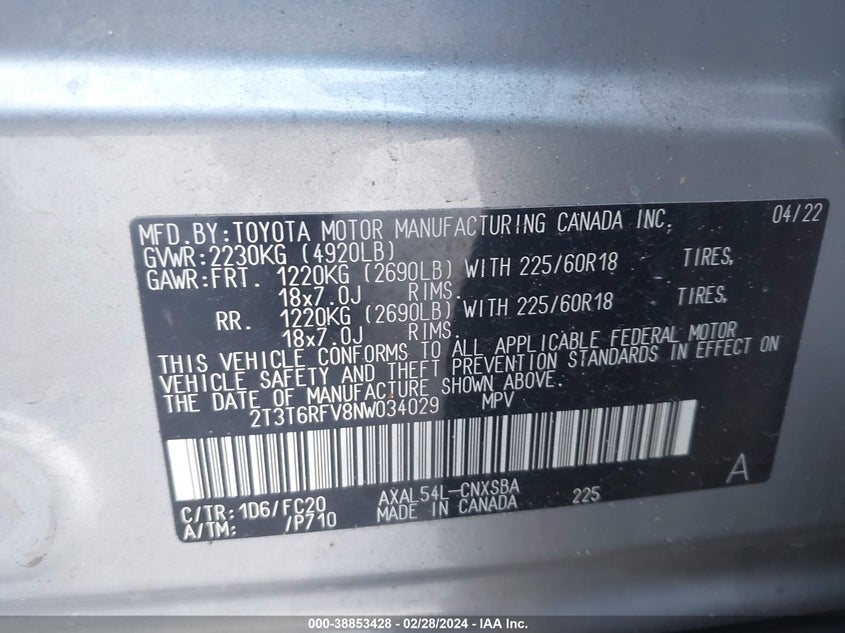 MFD.BY:TOYOTA MOTOR MANUFACTURING CANADA INC. 04/22
GVWR:2230KG (4920LB)
GAWR:FRT. 1220KG (2690LB) WITH 225/60R18 TIRES,
18x7.0J RIMS.
RR. 1220KG (2690LB) WITH 225/60R18 TIRES,
18x7.0J RIMS.
THIS VEHICLE CONFORMS TO ALL APPLICABLE FEDERAL MOTOR
VEHICLE SAFETY AND THEFT PREVENTION STANDARDS IN EFFECT ON
THE DATE OF MANUFACTURE SHOWN ABOVE.
2T3T6RFV8NW034029 MPV
A
C/TR:1D6/FC20 AXAL54L-CNXSBA 225
A/TM: /P710 MADE IN CANADA
000-38853428 - 02/28/2024 - IAA Inc.